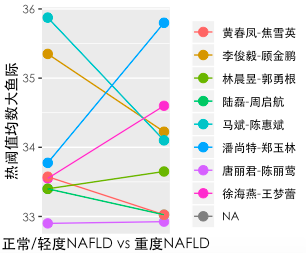 36
35
34
33
热阈值均数大鱼际
正常/轻度NAFLD vs 重度NAFLD
黄春凤-焦雪英
李俊毅-顾金鹏
林晨昱-郭勇根
陆磊-周启航
马斌-陈惠斌
潘尚特-郑玉林
唐丽君-陈丽莺
徐海燕-王梦蕾
NA